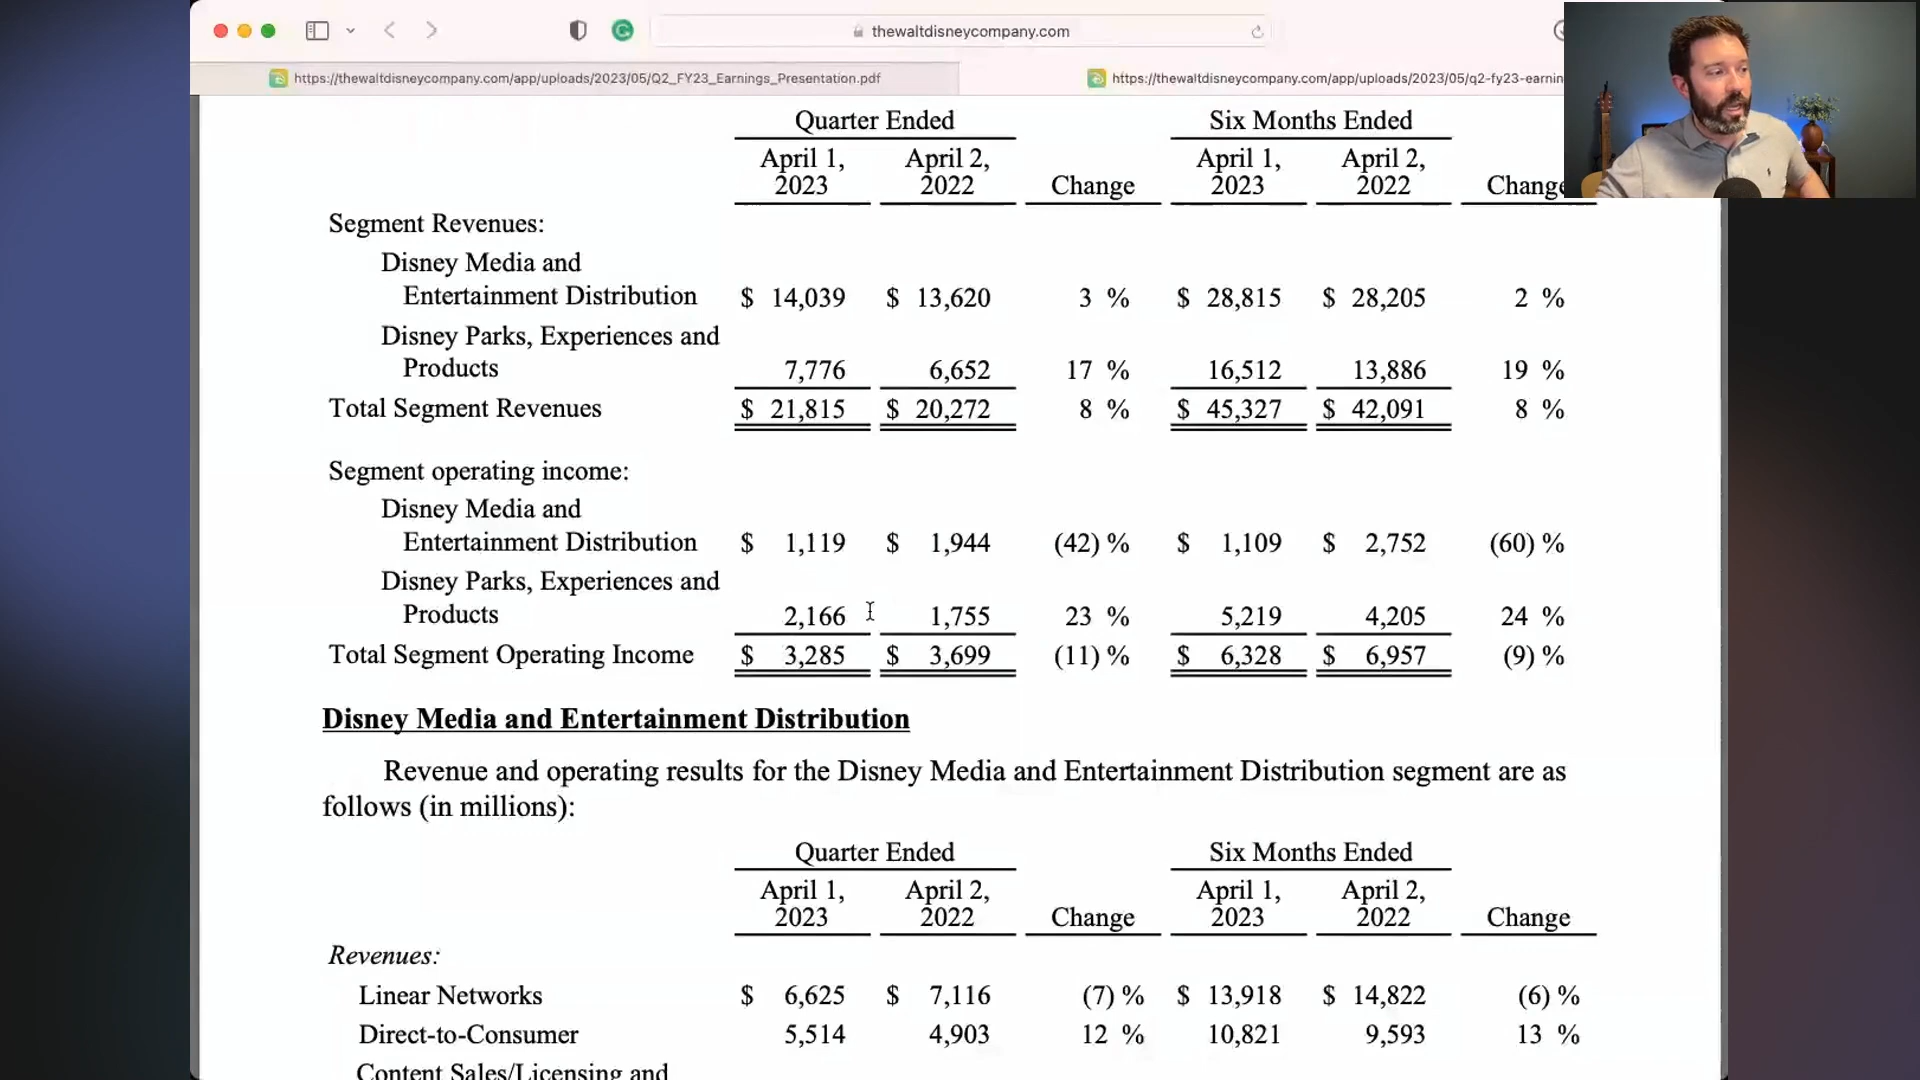 thewaltdisneycompany.com
https://thewaltdisneycompany.com/app/uploads/2023/05/Q2_FY23_Earnings_Presentation.pdf https://thewaltdisneycompany.com/app/uploads/2023/05/q2-fy23-earnin
Quarter Ended Six Months Ended
April 1, April 2, April 1, April 2,
2023 2022 Change 2023 2022 Change
Segment Revenues:
Disney Media and
Entertainment Distribution $ 14,039 $ 13,620 3 % $ 28,815 $ 28,205 2 %
Disney Parks, Experiences and
Products 7,776 6,652 17 % 16,512 13,886 19 %
Total Segment Revenues $ 21,815 $ 20,272 8 % $ 45,327 $ 42,091 8 %
Segment operating income:
Disney Media and
Entertainment Distribution $ 1,119 $ 1,944 (42) % $ 1,109 $ 2,752 (60) %
Disney Parks, Experiences and
Products 2,166 1,755 23 % 5,219 4,205 24 %
Total Segment Operating Income $ 3,285 $ 3,699 (11) % $ 6,328 $ 6,957 (9) %
Disney Media and Entertainment Distribution
Revenue and operating results for the Disney Media and Entertainment Distribution segment are as
follows (in millions):
Quarter Ended Six Months Ended
April 1, April 2, April 1, April 2,
2023 2022 Change 2023 2022 Change
Revenues:
Linear Networks $ 6,625 $ 7,116 (7) % $ 13,918 $ 14,822 (6) %
Direct-to-Consumer 5,514 4,903 12 % 10,821 9,593 13 %
Content Sales/Licensing and